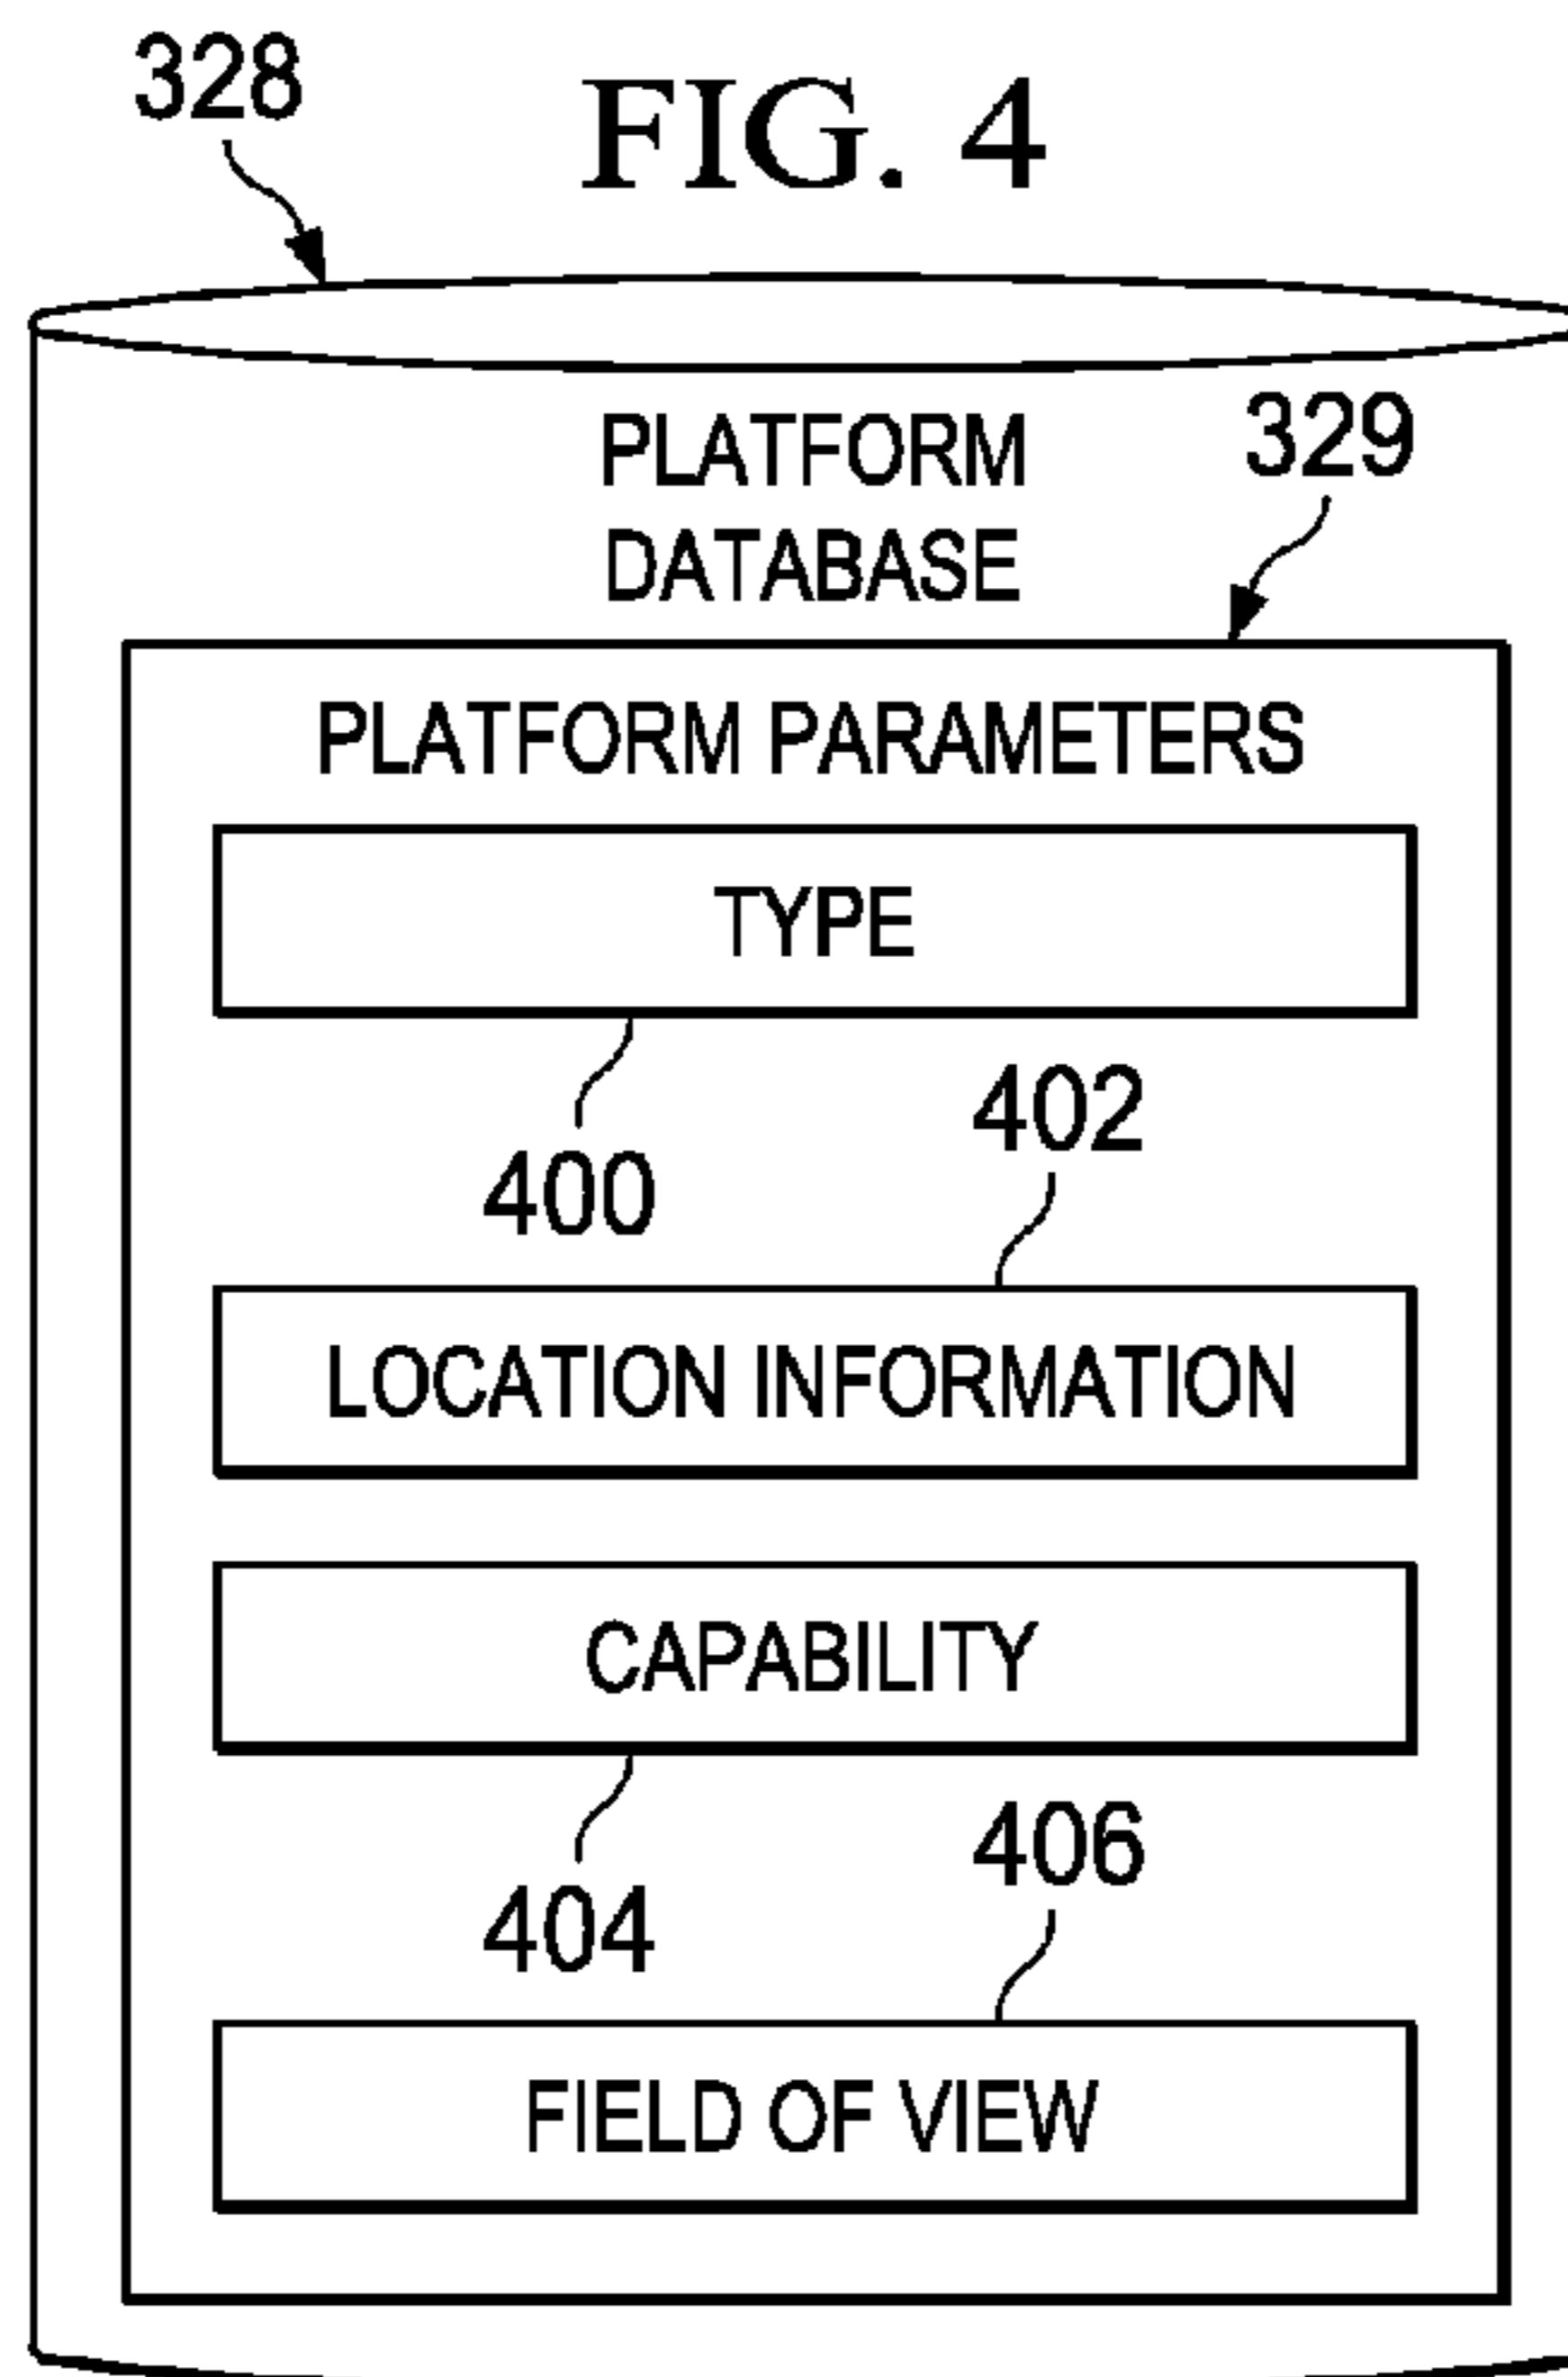 328
FIG. 4
PLATFORM
DATABASE
329
PLATFORM PARAMETERS
TYPE
400
402
LOCATION INFORMATION
CAPABILITY
404
406
FIELD OF VIEW